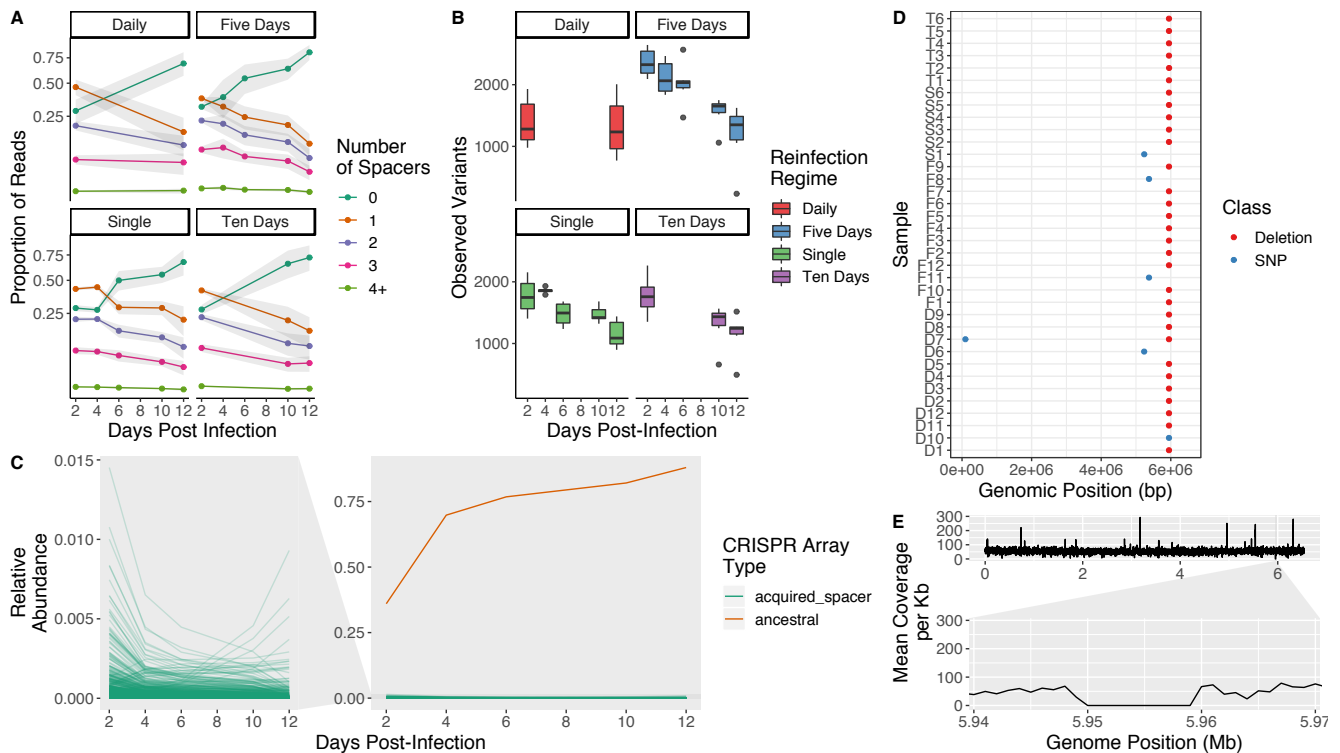 A
Daily
Five Days
0.75
0.50
0.25
Single
Ten Days
0.75
0.50
0.25
2 4 6 8 10 12
2 4 6 8 10 12
Days Post Infection
Proportion of Reads
Number
of Spacers
0
1
2
3
4+
B
Daily
Five Days
2000
1000
Single
Ten Days
2000
1000
2 4 6 8 10 12
2 4 6 8 10 12
Days Post-Infection
Observed Variants
Reinfection
Regime
Daily
Five Days
Single
Ten Days
C
0.015
0.010
0.005
0.000
2 4 6 8 10 12
0.75
0.50
0.25
0.00
2 4 6 8 10 12
Days Post-Infection
Relative
Abundance
CRISPR Array
Type
acquired_spacer
ancestral
D
T6
T5
T4
T3
T2
T1
S6
S5
S4
S3
S2
S1
F9
F8
F7
F6
F5
F4
F3
F2
F12
F11
F10
F1
D9
D8
D7
D6
D5
D4
D3
D2
D12
D11
D10
D1
Sample
0e+00 2e+06 4e+06 6e+06
Genomic Position (bp)
Class
Deletion
SNP
E
300
200
100
0
0 2 4 6
300
200
100
0
5.94 5.95 5.96 5.97
Genome Position (Mb)
Mean Coverage
per Kb